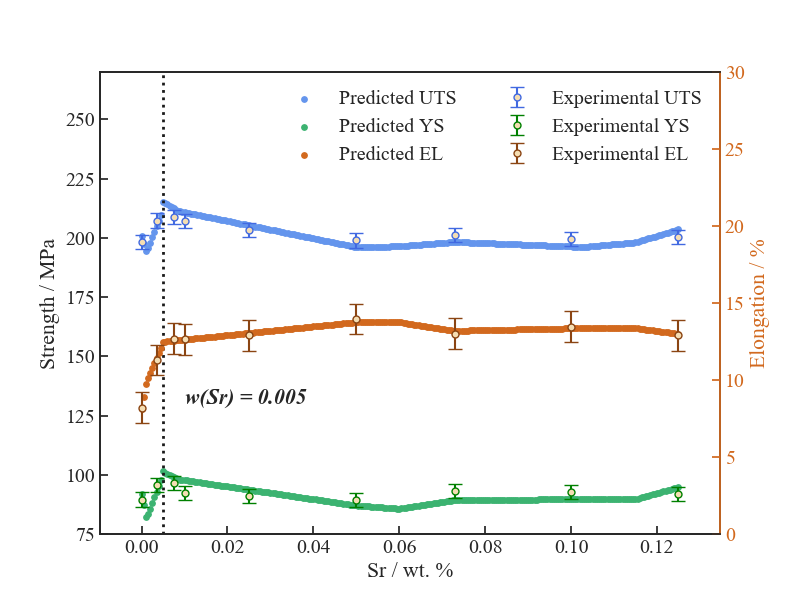 Predicted UTS
Predicted YS
Predicted EL
Experimental UTS
Experimental YS
Experimental EL
Strength / MPa
250
225
200
175
150
125
100
75
w(Sr) = 0.005
30
25
20
15
10
5
0
Elongation / %
0.00 0.02 0.04 0.06 0.08 0.10 0.12
Sr / wt. %